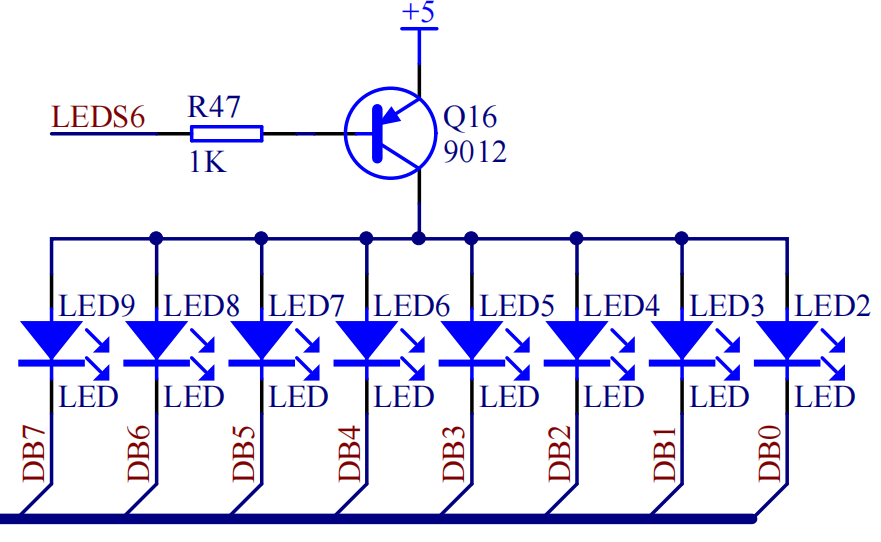 +5
LEDS6
R47
1K
Q16
9012
LED9 LED8 LED7 LED6 LED5 LED4 LED3 LED2
LED LED LED LED LED LED LED LED
DB7 DB6 DB5 DB4 DB3 DB2 DB1 DB0